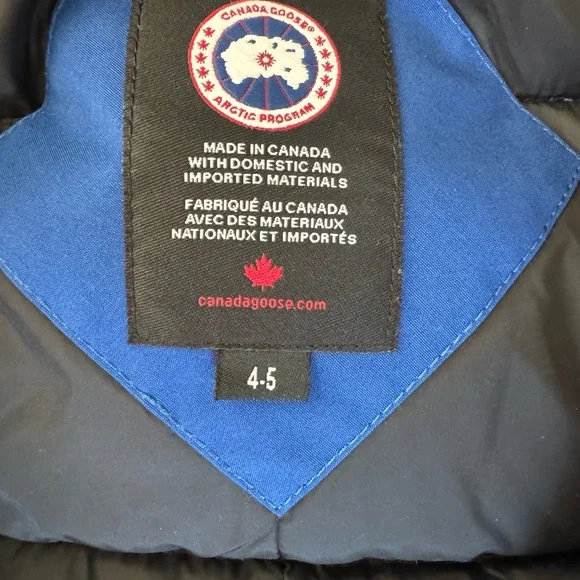 CANADA GOOSE®
ARCTIC PROGRAM
MADE IN CANADA
WITH DOMESTIC AND
IMPORTED MATERIALS
FABRIQUÉ AU CANADA
AVEC DES MATERIAUX
NATIONAUX ET IMPORTÉS
canadagoose.com
4-5